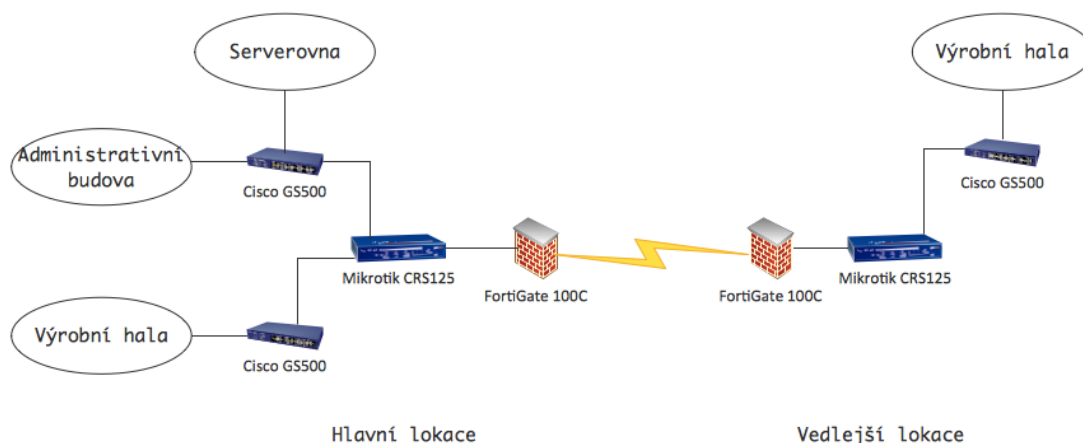 Serverovna
Výrobní hala
Administrativní
budova
Cisco GS500
Cisco GS500
Mikrotik CRS125
FortiGate 100C
FortiGate 100C
Mikrotik CRS125
Výrobní hala
Cisco GS500
Hlavní lokace
Vedlejší lokace